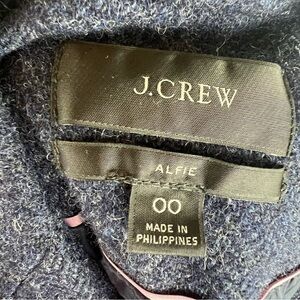 J.CREW
ALFIE
00
MADE IN
PHILIPPINES